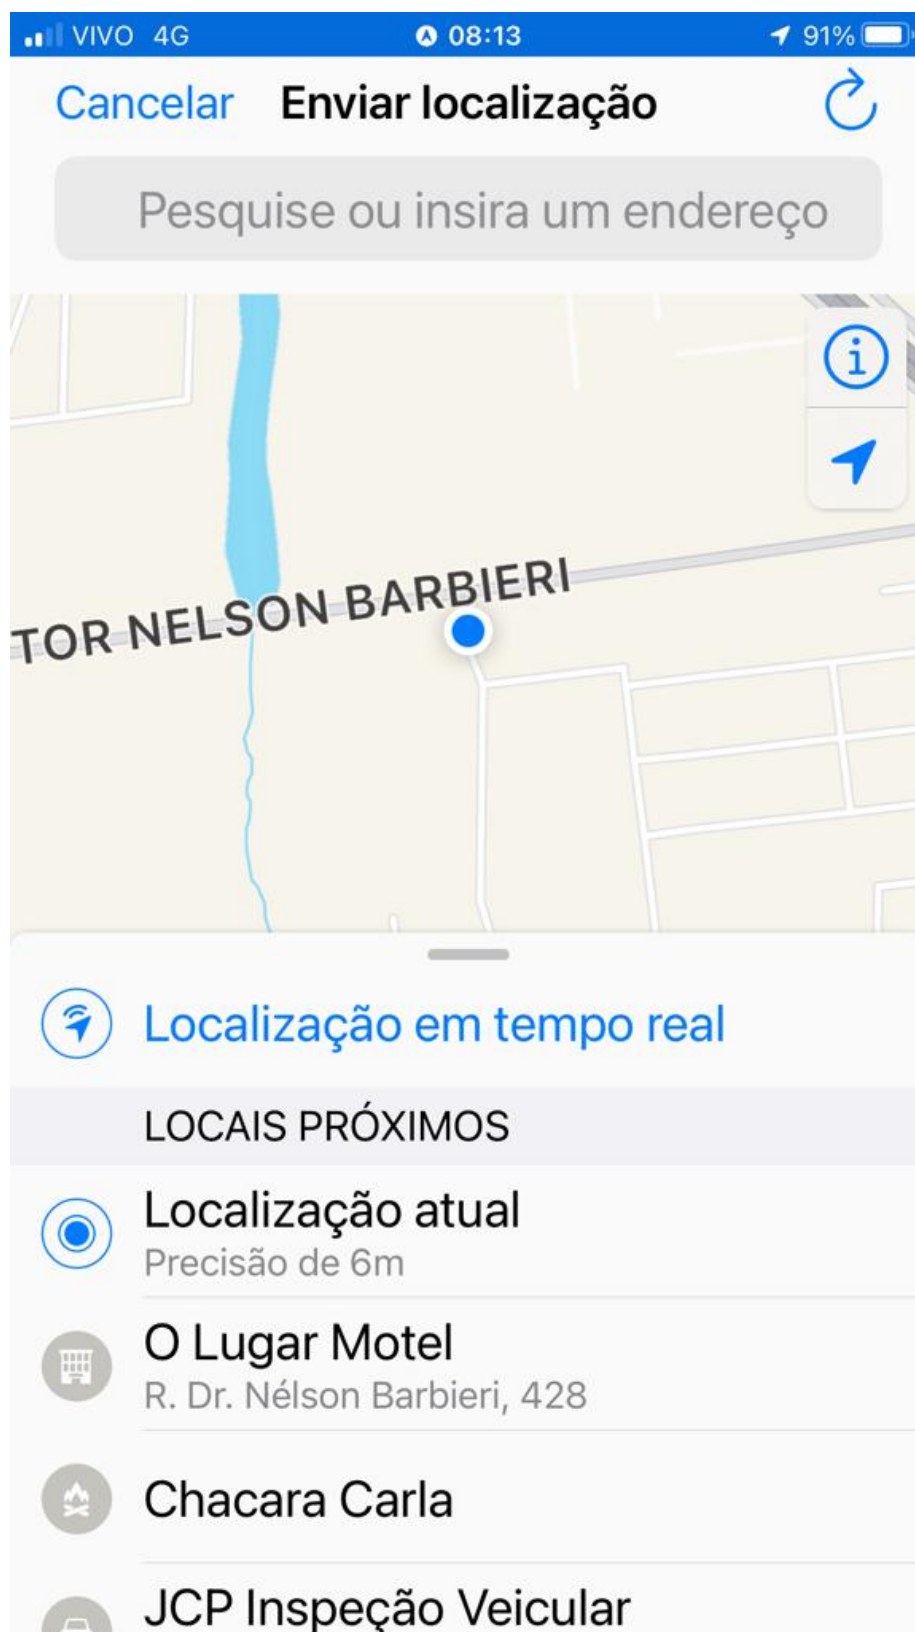 VIVO 4G 08:13 91%
Cancelar Enviar localização
Pesquise ou insira um endereço
TOR NELSON BARBIERI
Localização em tempo real
LOCAIS PRÓXIMOS
Localização atual
Precisão de 6m
O Lugar Motel
R. Dr. Nélson Barbieri, 428
Chacara Carla
JCP Inspeção Veicular